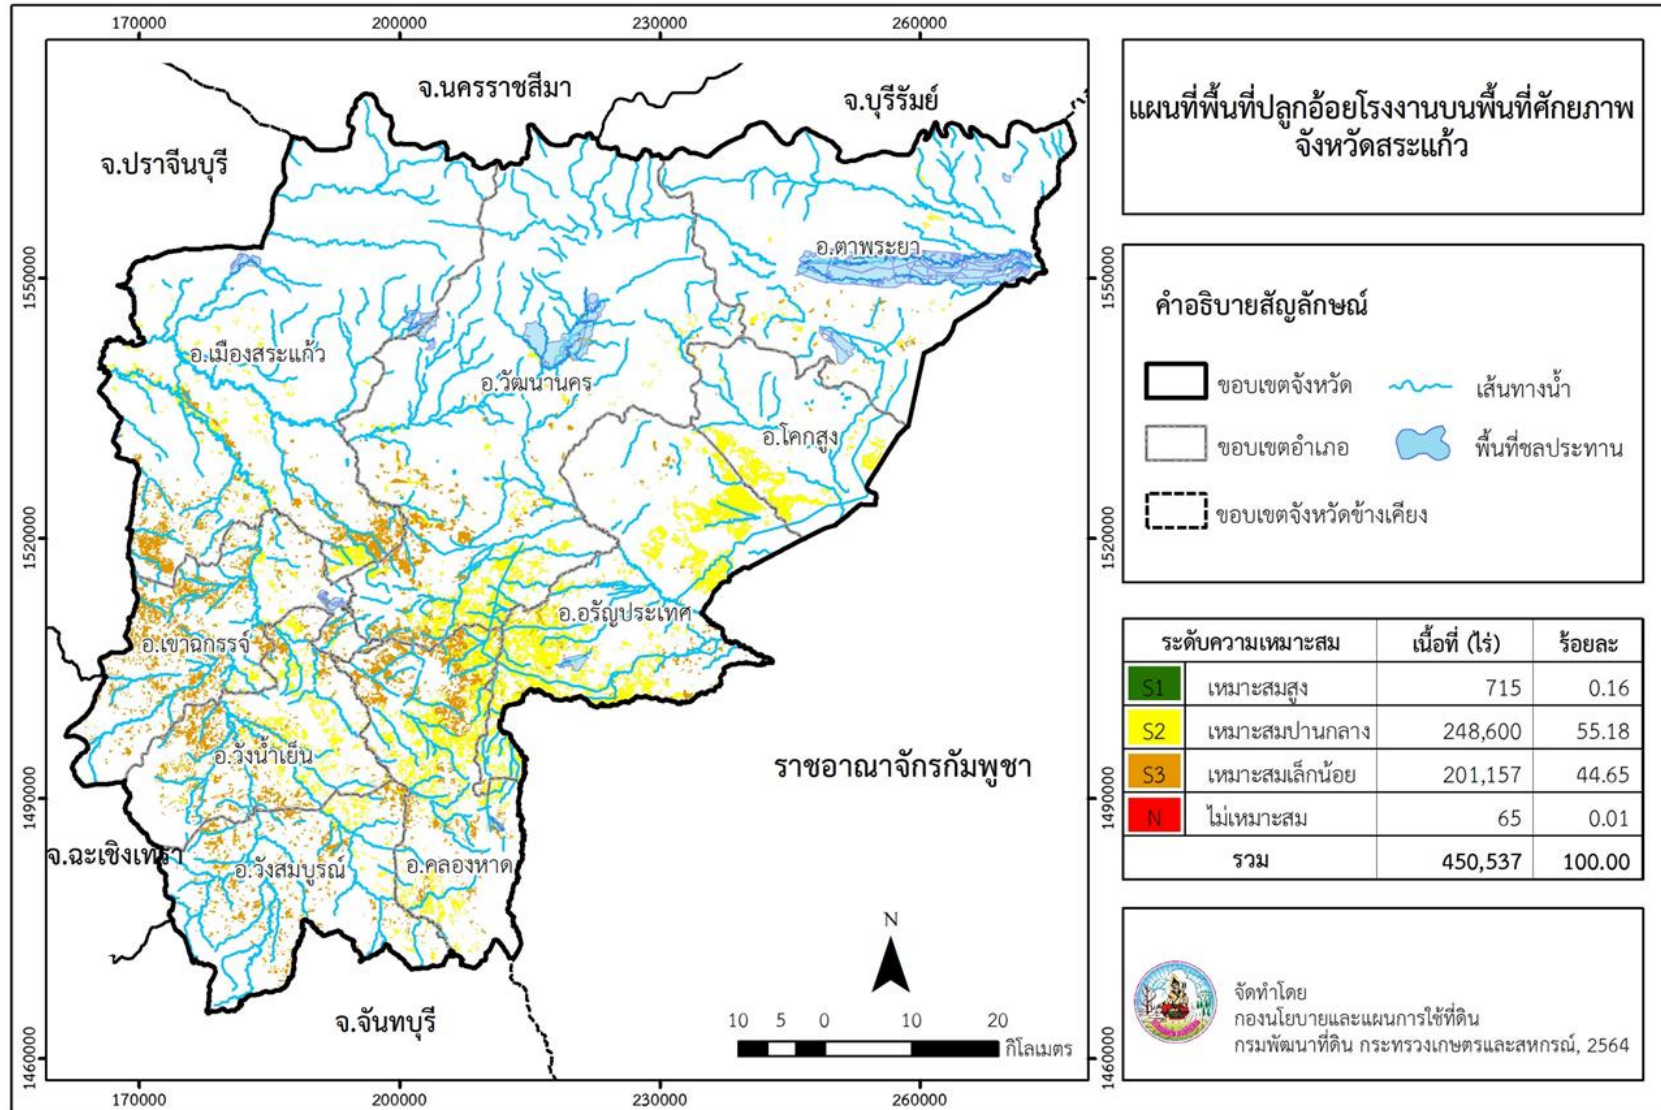 170000
200000
230000
260000
จ.นครราชสีมา
จ.บุรีรัมย์
จ.ปราจีนบุรี
1550000
1550000
อ.ตาพระยา
อ.เมืองสระแก้ว
อ.วัฒนานคร
อ.โคกสูง
1520000
1520000
อ.อรัญประเทศ
อ.เขาฉกรรจ์
อ.วังน้ำเย็น
ราชอาณาจักรกัมพูชา
1490000
1490000
จ.ฉะเชิงเทรา
อ.วังสมบูรณ์
อ.คลองหาด
N
จ.จันทบุรี
10 5 0 10 20
กิโลเมตร
1460000
1460000
170000
200000
230000
260000
แผนที่พื้นที่ปลูกอ้อยโรงงานบนพื้นที่ศักยภาพ
จังหวัดสระแก้ว
คำอธิบายสัญลักษณ์
ขอบเขตจังหวัด เส้นทางน้ำ
ขอบเขตอำเภอ พื้นที่ชลประทาน
ขอบเขตจังหวัดข้างเคียง
ระดับความเหมาะสม เนื้อที่ (ไร่) ร้อยละ
S1 เหมาะสมสูง 715 0.16
S2 เหมาะสมปานกลาง 248,600 55.18
S3 เหมาะสมเล็กน้อย 201,157 44.65
N ไม่เหมาะสม 65 0.01
รวม 450,537 100.00
จัดทำโดย
กองนโยบายและแผนการใช้ที่ดิน
กรมพัฒนาที่ดิน กระทรวงเกษตรและสหกรณ์, 2564